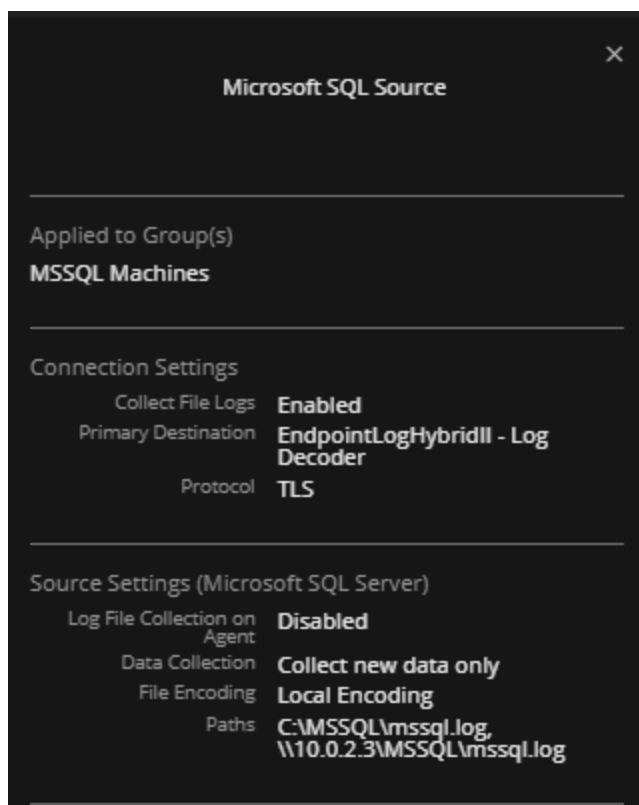 Microsoft SQL Source
Applied to Group(s)
MSSQL Machines
Connection Settings
Collect File Logs Enabled
Primary Destination EndpointLogHybridII - Log
Decoder
Protocol TLS
Source Settings (Microsoft SQL Server)
Log File Collection on
Agent Disabled
Data Collection Collect new data only
File Encoding Local Encoding
Paths C:\MSSQL\mssql.log,
\\10.0.2.3\MSSQL\mssql.log